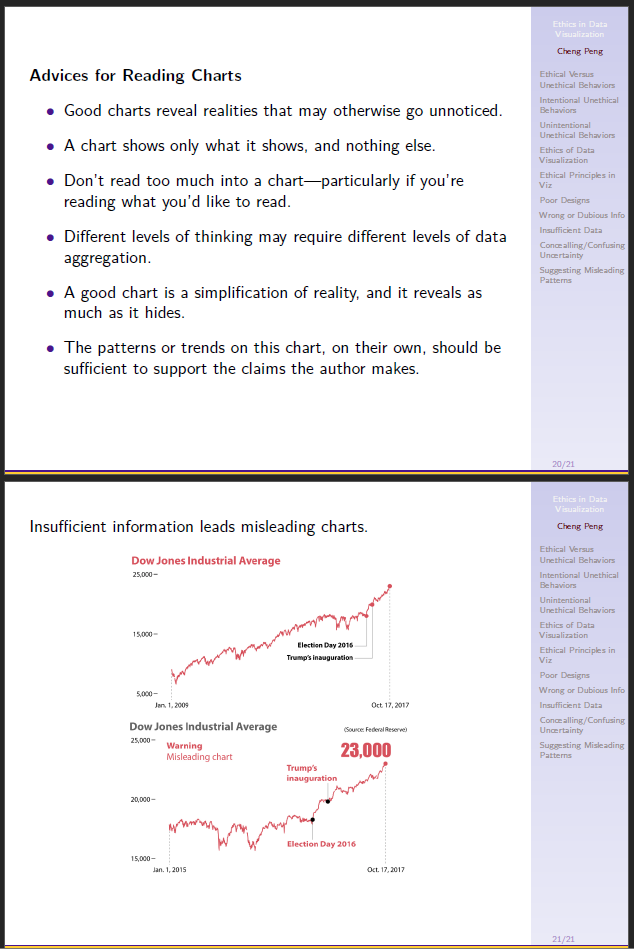 Advices for Reading Charts
Good charts reveal realities that may otherwise go unnoticed.
A chart shows only what it shows, and nothing else.
Don't read too much into a chart—particularly if you're
reading what you'd like to read.
Different levels of thinking may require different levels of data
aggregation.
A good chart is a simplification of reality, and it reveals as
much as it hides.
The patterns or trends on this chart, on their own, should be
sufficient to support the claims the author makes.
Ethics in Data
Visualization
Cheng Peng
Ethical Versus
Unethical Behaviors
Intentional Unethical
Behaviors
Unintentional
Unethical Behaviors
Ethics of Data
Visualization
Ethical Principles in
Viz
Poor Designs
Wrong or Dubious Info
Insufficient Data
Concealling/Confusing
Uncertainty
Suggesting Misleading
Patterns
20/21
Insufficient information leads misleading charts.
Dow Jones Industrial Average
25,000
15,000
Election Day 2016
Trump's inauguration
5,000
Jan. 1, 2009
Oct. 17, 2017
Dow Jones Industrial Average
(Source: Federal Reserve)
25,000
Warning
Misleading chart
23,000
Trump's
inauguration
20,000
Election Day 2016
15,000
Jan. 1, 2015
Oct. 17, 2017
Ethics in Data
Visualization
Cheng Peng
Ethical Versus
Unethical Behaviors
Intentional Unethical
Behaviors
Unintentional
Unethical Behaviors
Ethics of Data
Visualization
Ethical Principles in
Viz
Poor Designs
Wrong or Dubious Info
Insufficient Data
Concealling/Confusing
Uncertainty
Suggesting Misleading
Patterns
21/21